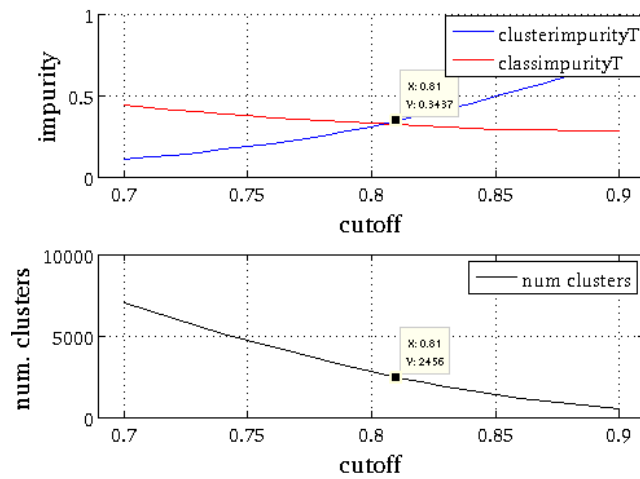 1
clusterimpurityT
classimpurityT
X: 0.81
Y: 0.3437
impurity
0.5
0
0.7
0.75
0.8
0.85
0.9
cutoff
10000
num clusters
X: 0.81
Y: 2456
num. clusters
5000
0
0.7
0.75
0.8
0.85
0.9
cutoff